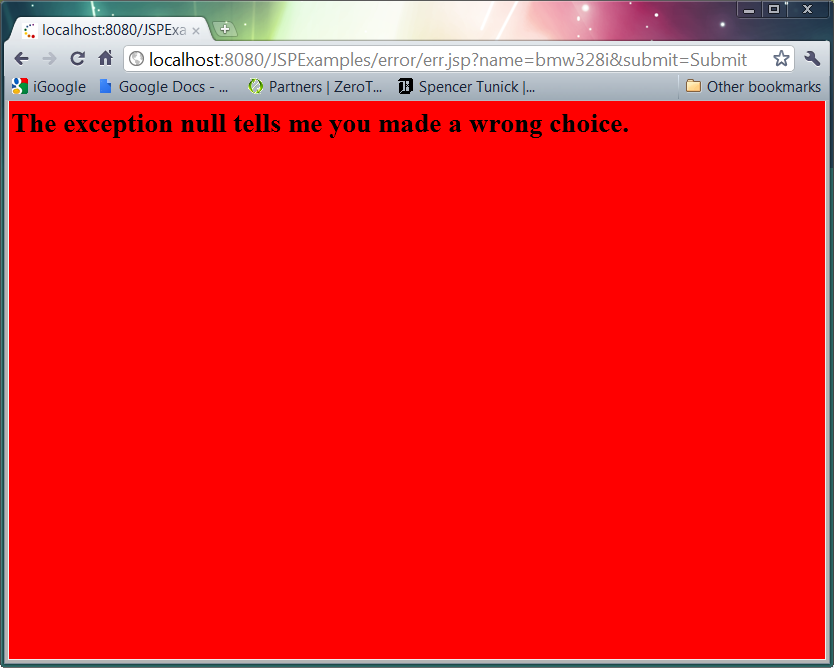 localhost:8080/JSPExa
localhost:8080/JSPExamples/error/err.jsp?name=bmw328i&submit=Submit
iGoogle Google Docs - ... Partners | ZeroT... Spencer Tunick |... Other bookmarks
The exception null tells me you made a wrong choice.